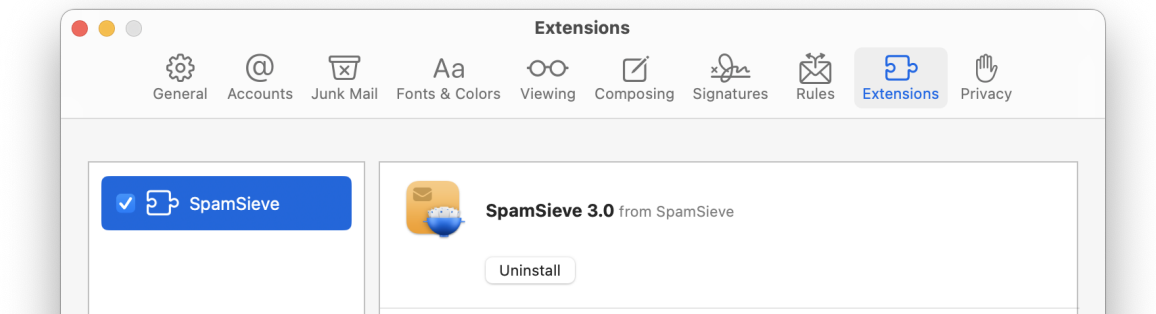 Extensions
General Accounts Junk Mail Aa Fonts & Colors Viewing Composing Signatures Rules Extensions Privacy
SpamSieve
SpamSieve 3.0 from SpamSieve
Uninstall